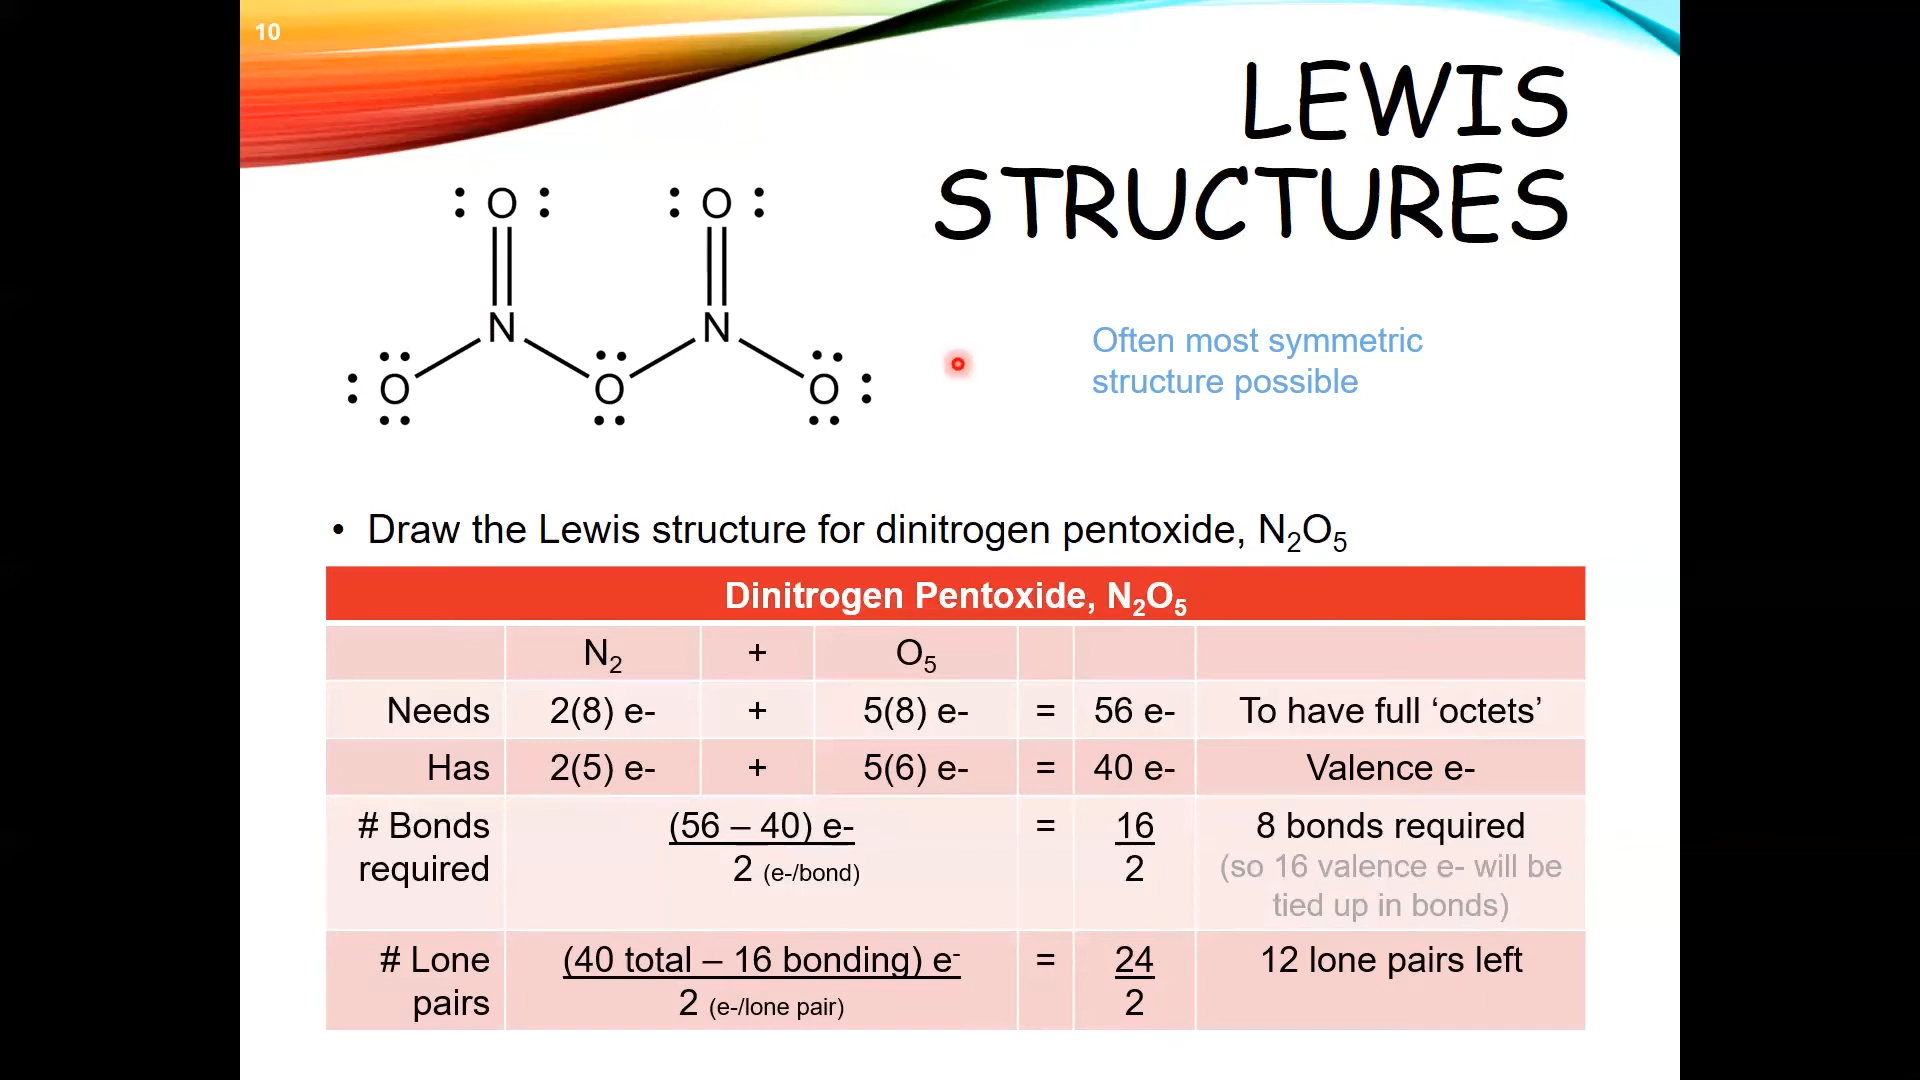 10
LEWIS
STRUCTURES
O O
N N
O O O
Often most symmetric
structure possible
• Draw the Lewis structure for dinitrogen pentoxide, N₂O₅
Dinitrogen Pentoxide, N₂O₅
N₂ + O₅
Needs 2(8) e- + 5(8) e- = 56 e- To have full ‘octets’
Has 2(5) e- + 5(6) e- = 40 e- Valence e-
# Bonds required (56 – 40) e- = 16 8 bonds required
2 (e-/bond) 2 (so 16 valence e- will be
tied up in bonds)
# Lone pairs (40 total – 16 bonding) e⁻ = 24 12 lone pairs left
2 (e-/lone pair) 2